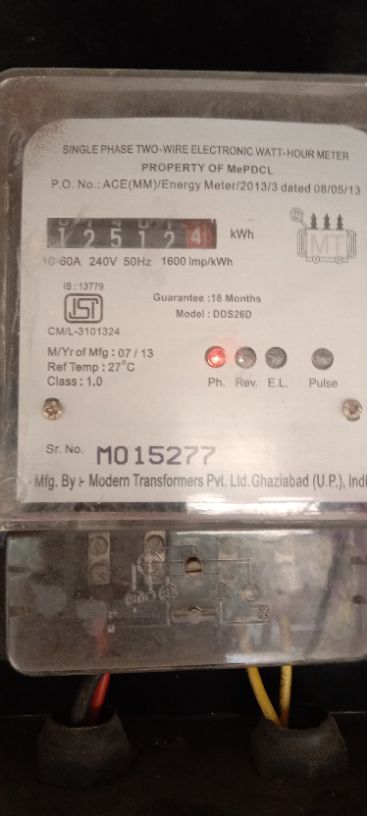 SINGLE PHASE TWO-WIRE ELECTRONIC WATT-HOUR METER
PROPERTY OF MePDCL
P.O. No.: ACE(MM)/Energy Meter/2013/3 dated 08/05/13
125124 kWh
10-60A 240V 50Hz 1600 Imp/kWh
MT
IS : 13779
ISI
CM/L-3101324
Guarantee :18 Months
Model : DDS26D
M/Yr of Mfg : 07 / 13
Ref Temp : 27°C
Class : 1.0
Ph. Rev. E.L. Pulse
Sr. No. M015277
Mfg. By :- Modern Transformers Pvt. Ltd. Ghaziabad (U.P.), Indi